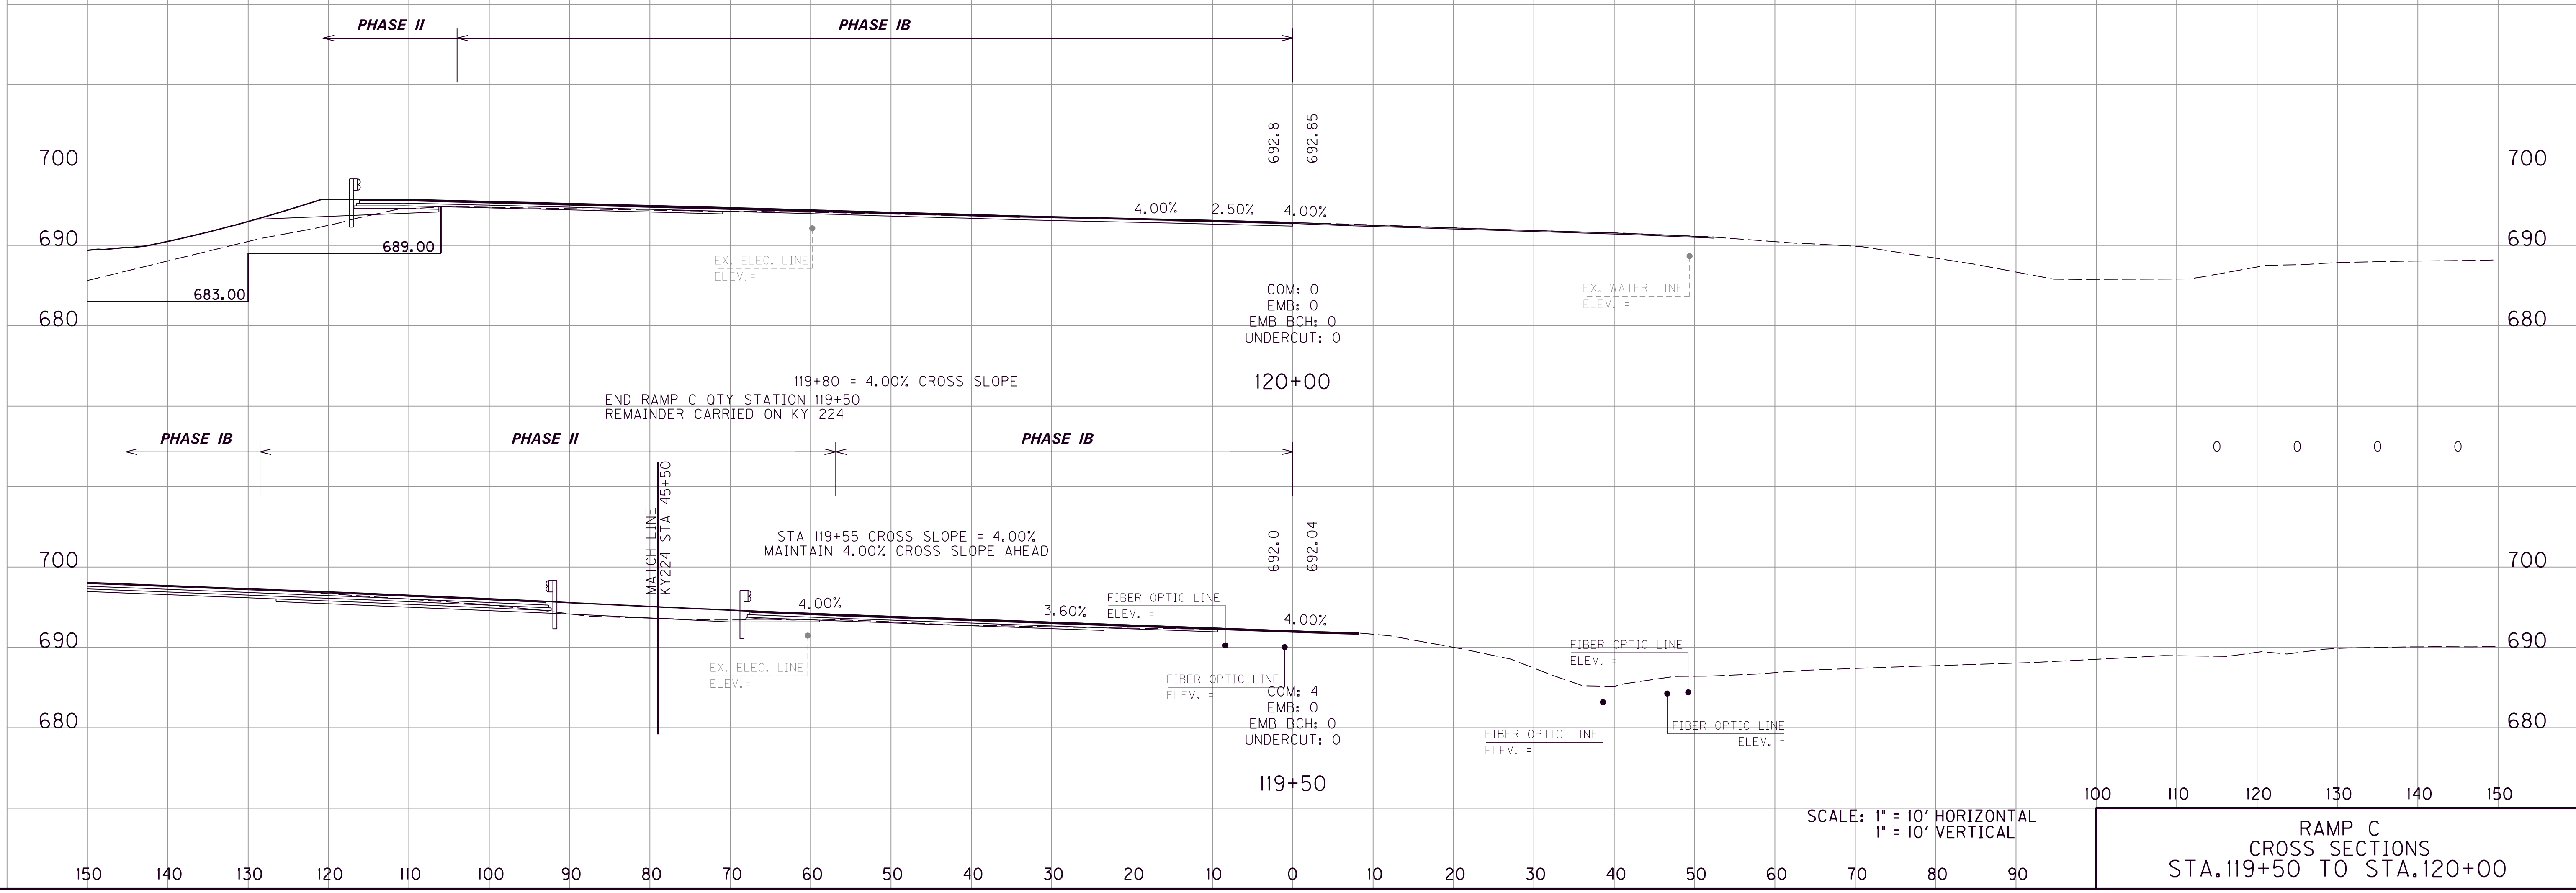 PHASE II
PHASE IB
692.8
692.85
700
700
4.00%
2.50%
4.00%
690
690
689.00
EX. ELEC. LINE
ELEV.=
683.00
EX. WATER LINE
ELEV. =
COM: 0
EMB: 0
EMB BCH: 0
UNDERCUT: 0
680
680
119+80 = 4.00% CROSS SLOPE
120+00
END RAMP C QTY STATION 119+50
REMAINDER CARRIED ON KY 224
PHASE IB
PHASE II
PHASE IB
0
0
0
0
MATCH LINE
KY224 STA 45+50
STA 119+55 CROSS SLOPE = 4.00%
MAINTAIN 4.00% CROSS SLOPE AHEAD
692.0
692.04
700
700
4.00%
3.60%
FIBER OPTIC LINE
ELEV. =
4.00%
690
690
FIBER OPTIC LINE
ELEV. =
EX. ELEC. LINE
ELEV.=
FIBER OPTIC LINE
ELEV. =
COM: 4
EMB: 0
EMB BCH: 0
UNDERCUT: 0
680
680
FIBER OPTIC LINE
ELEV. =
FIBER OPTIC LINE
ELEV. =
119+50
100 110 120 130 140 150
SCALE: 1" = 10' HORIZONTAL
1" = 10' VERTICAL
RAMP C
CROSS SECTIONS
STA.119+50 TO STA.120+00
150 140 130 120 110 100 90 80 70 60 50 40 30 20 10 0 10 20 30 40 50 60 70 80 90